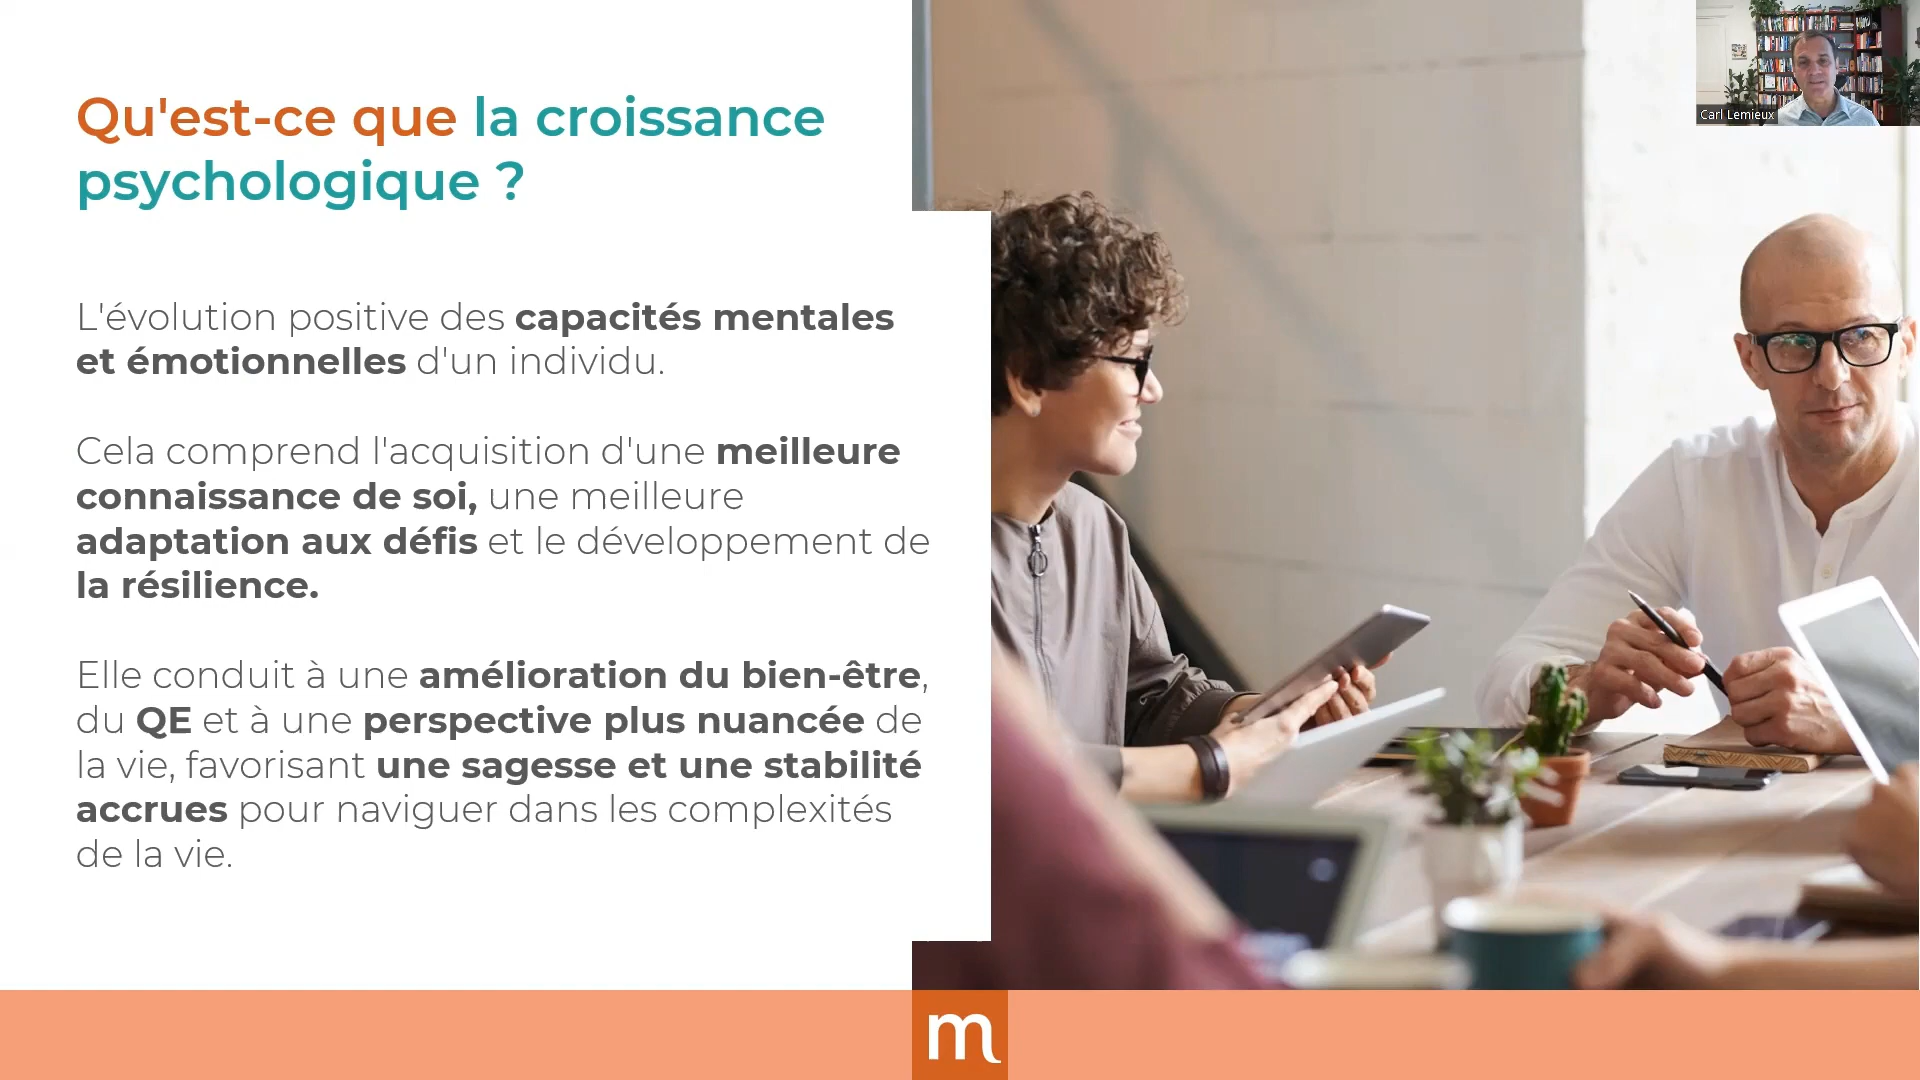 Qu'est-ce que la croissance
psychologique ?
L'évolution positive des capacités mentales
et émotionnelles d'un individu.
Cela comprend l'acquisition d'une meilleure
connaissance de soi, une meilleure
adaptation aux défis et le développement de
la résilience.
Elle conduit à une amélioration du bien-être,
du QE et à une perspective plus nuancée de
la vie, favorisant une sagesse et une stabilité
accrues pour naviguer dans les complexités
de la vie.
Carl Lemieux
m